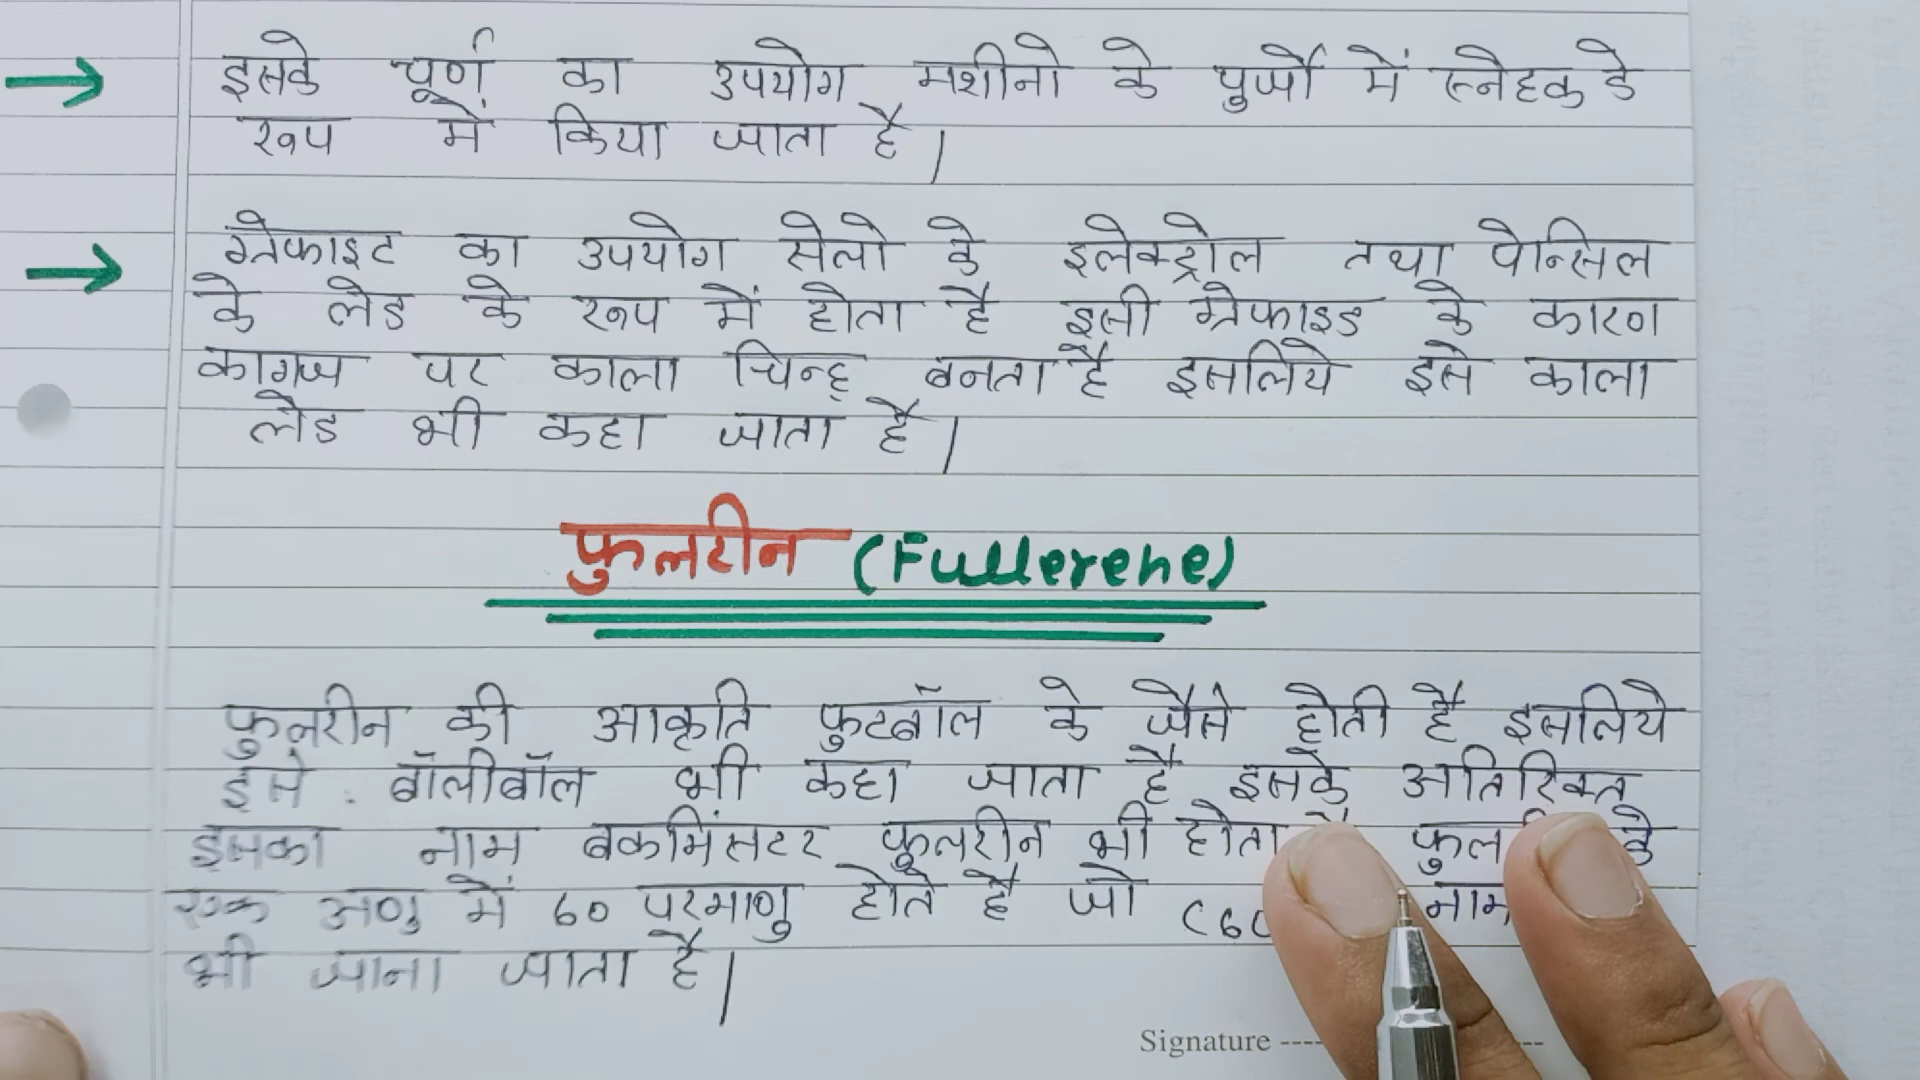 इसके चूर्ण का उपयोग मशीनो के पुर्जो में स्नेहक के
रूप में किया जाता है।
ग्रेफाइट का उपयोग सेलो के इलेक्ट्रोल तथा पेन्सिल
के लेड के रूप में होता है इसी ग्रेफाइड के कारण
कागज पर काला चिन्ह बनता है इसलिये इसे काला
लेड भी कहा जाता है।
फुलरीन (Fullerene)
फुलरीन की आकृति फुटबॉल के जैसे होती है इसलिये
इसे बॉलीबॉल भी कहा जाता है इसके अतिरिक्त
इसका नाम बकमिंसटर फुलरीन भी होता के
एक अणु में 60 परमाणु होते है जो नाम
भी जाना जाता है।
Signature